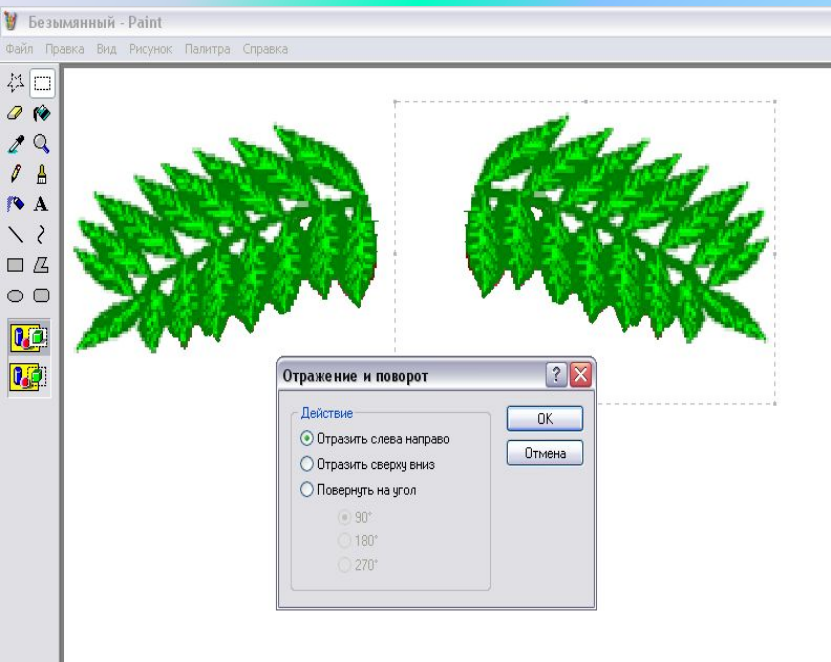 Безымянный - Paint
Файл Правка Вид Рисунок Палитра Справка
A
Отражение и поворот
?
Действие
Отразить слева направо
Отразить сверху вниз
Повернуть на угол
90°
180°
270°
OK
Отмена